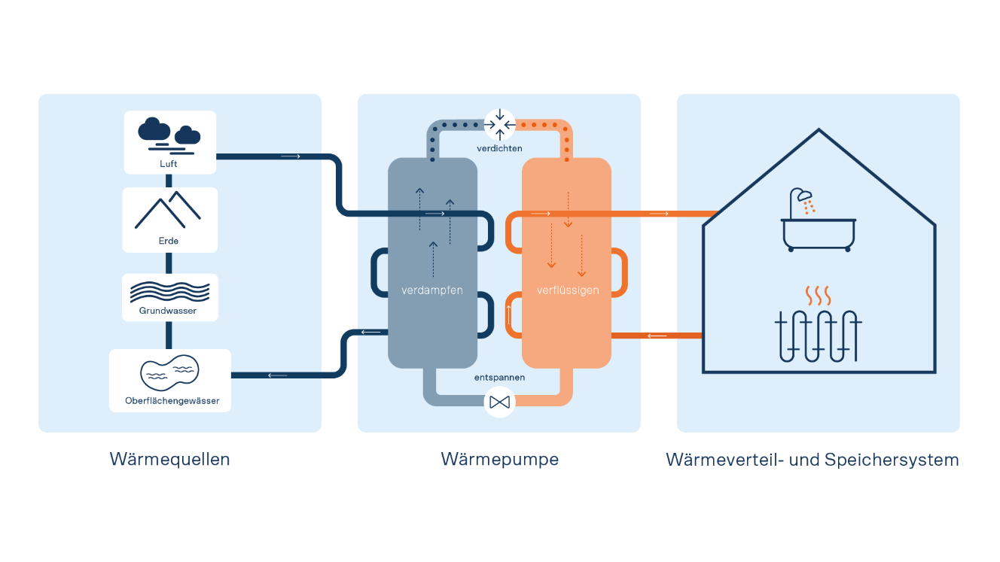 Luft
Erde
Grundwasser
Oberflächengewässer
Wärmequellen
verdichten
verdampfen
verflüssigen
entspannen
Wärmepumpe
Wärmeverteil- und Speichersystem